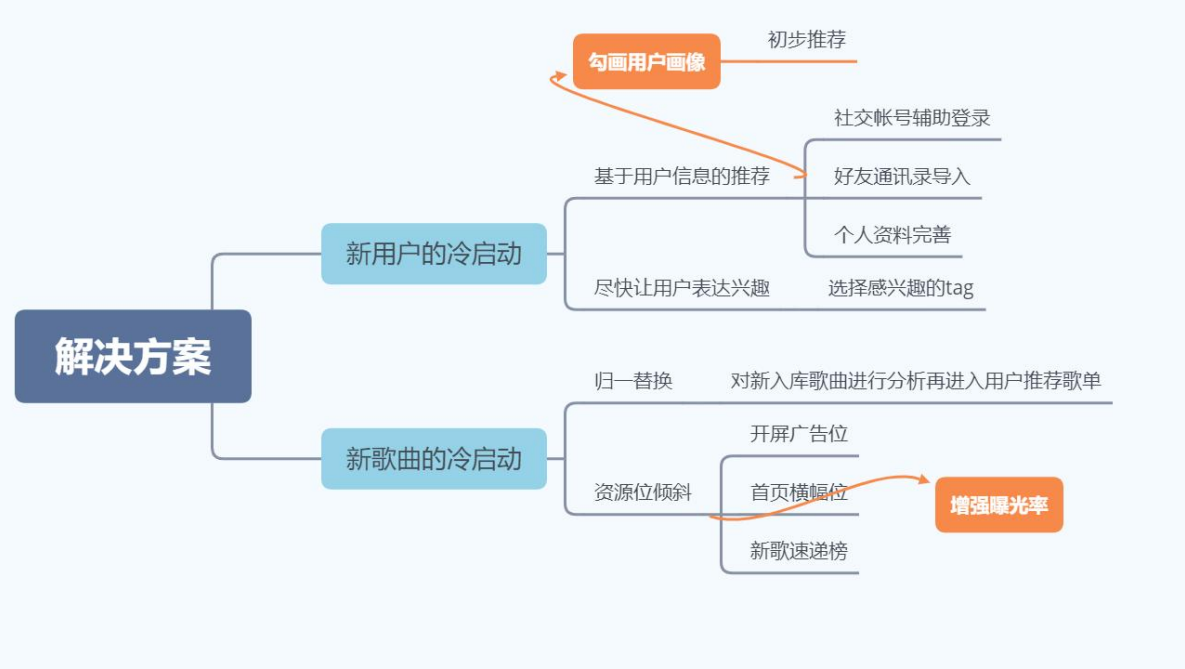 勾画用户画像
初步推荐
社交帐号辅助登录
基于用户信息的推荐
好友通讯录导入
个人资料完善
新用户的冷启动
尽快让用户表达兴趣
选择感兴趣的tag
解决方案
归一替换
对新入库歌曲进行分析再进入用户推荐歌单
新歌曲的冷启动
开屏广告位
资源位倾斜
首页横幅位
增强曝光率
新歌速递榜